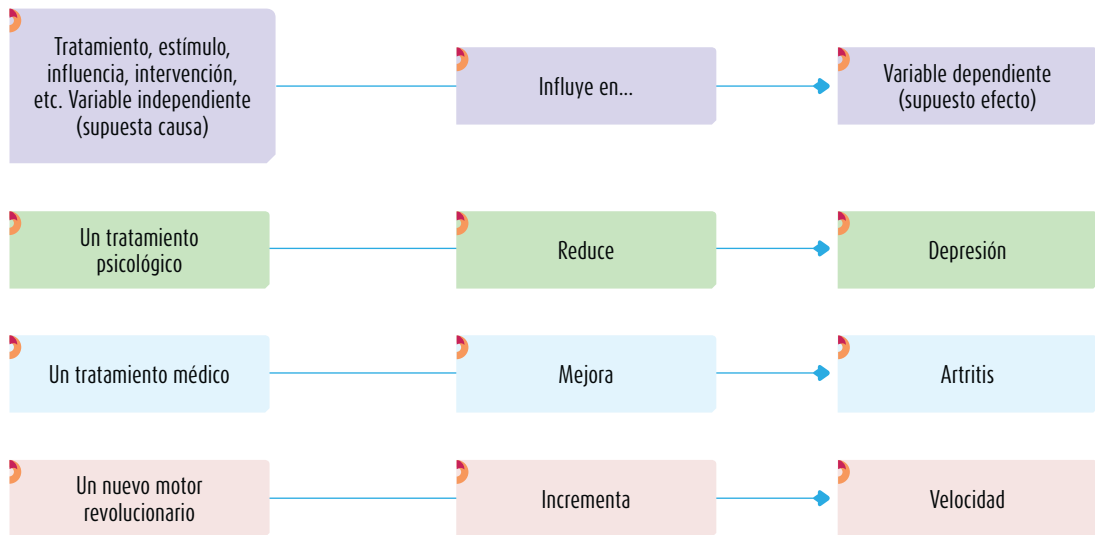 Tratamiento, estímulo,
influencia, intervención,
etc. Variable independiente
(supuesta causa)
Influye en...
Variable dependiente
(supuesto efecto)
Un tratamiento
psicológico
Reduce
Depresión
Un tratamiento médico
Mejora
Artritis
Un nuevo motor
revolucionario
Incrementa
Velocidad